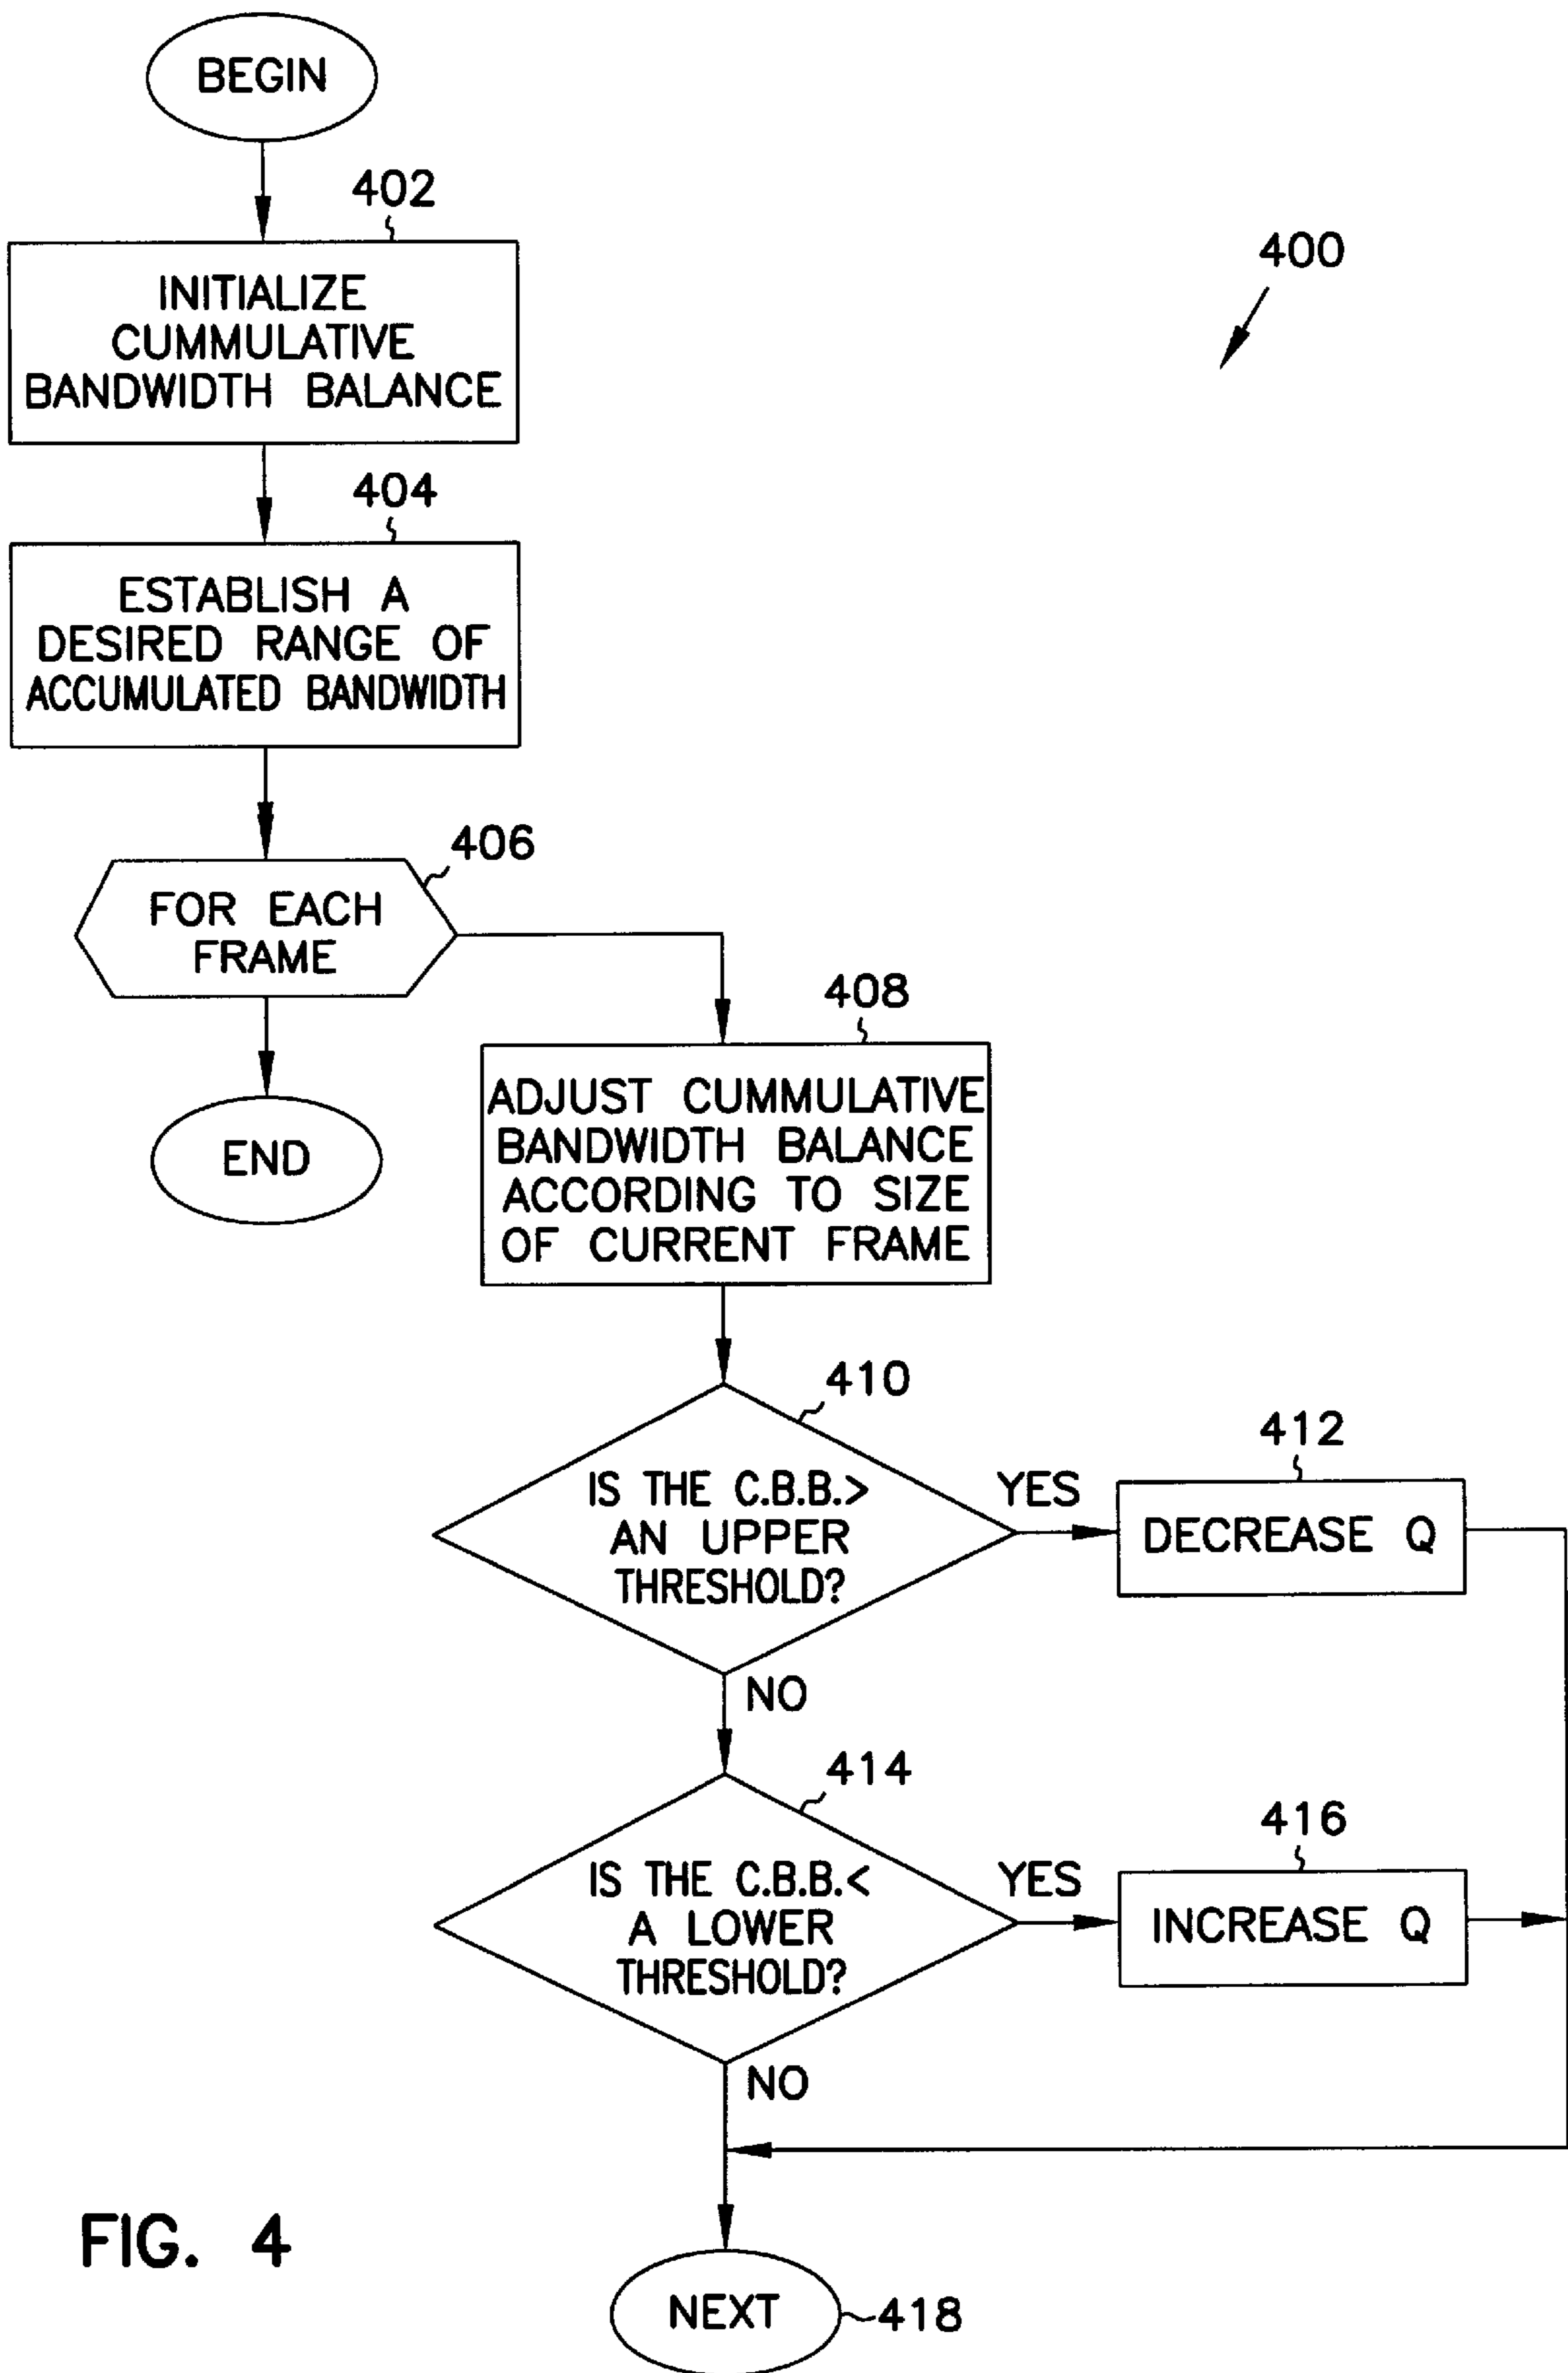 BEGIN
402
INITIALIZE
CUMMULATIVE
BANDWIDTH BALANCE
400
404
ESTABLISH A
DESIRED RANGE OF
ACCUMULATED BANDWIDTH
406
FOR EACH
FRAME
END
408
ADJUST CUMMULATIVE
BANDWIDTH BALANCE
ACCORDING TO SIZE
OF CURRENT FRAME
410
IS THE C.B.B.>
AN UPPER
THRESHOLD?
YES
412
DECREASE Q
NO
414
IS THE C.B.B.<
A LOWER
THRESHOLD?
YES
416
INCREASE Q
NO
NEXT
418
FIG. 4